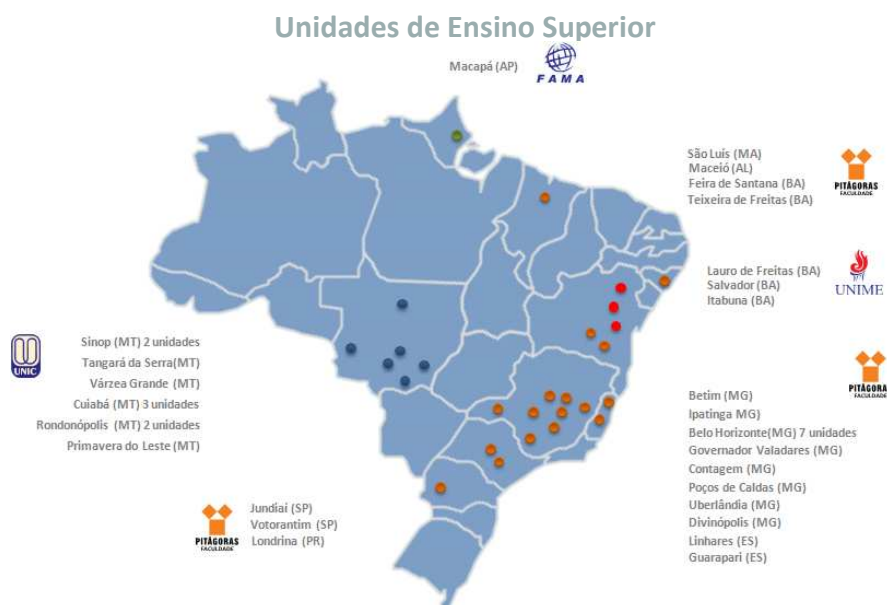 Unidades de Ensino Superior
Macapá (AP)
FAMA
São Luís (MA)
Maceió (AL)
Feira de Santana (BA)
Teixeira de Freitas (BA)
PITÁGORAS
FACULDADE
Lauro de Freitas (BA)
Salvador (BA)
Itabuna (BA)
UNIME
Sinop (MT) 2 unidades
Tangará da Serra(MT)
Várzea Grande (MT)
Cuiabá (MT) 3 unidades
Rondonópolis (MT) 2 unidades
Primavera do Leste (MT)
UNIC
PITÁGORAS
FACULDADE
Betim (MG)
Ipatinga MG)
Belo Horizonte(MG) 7 unidades
Governador Valadares (MG)
Contagem (MG)
Poços de Caldas (MG)
Uberlândia (MG)
Divinópolis (MG)
Linhares (ES)
Guarapari (ES)
Jundiaí (SP)
Votorantim (SP)
Londrina (PR)
PITÁGORAS
FACULDADE